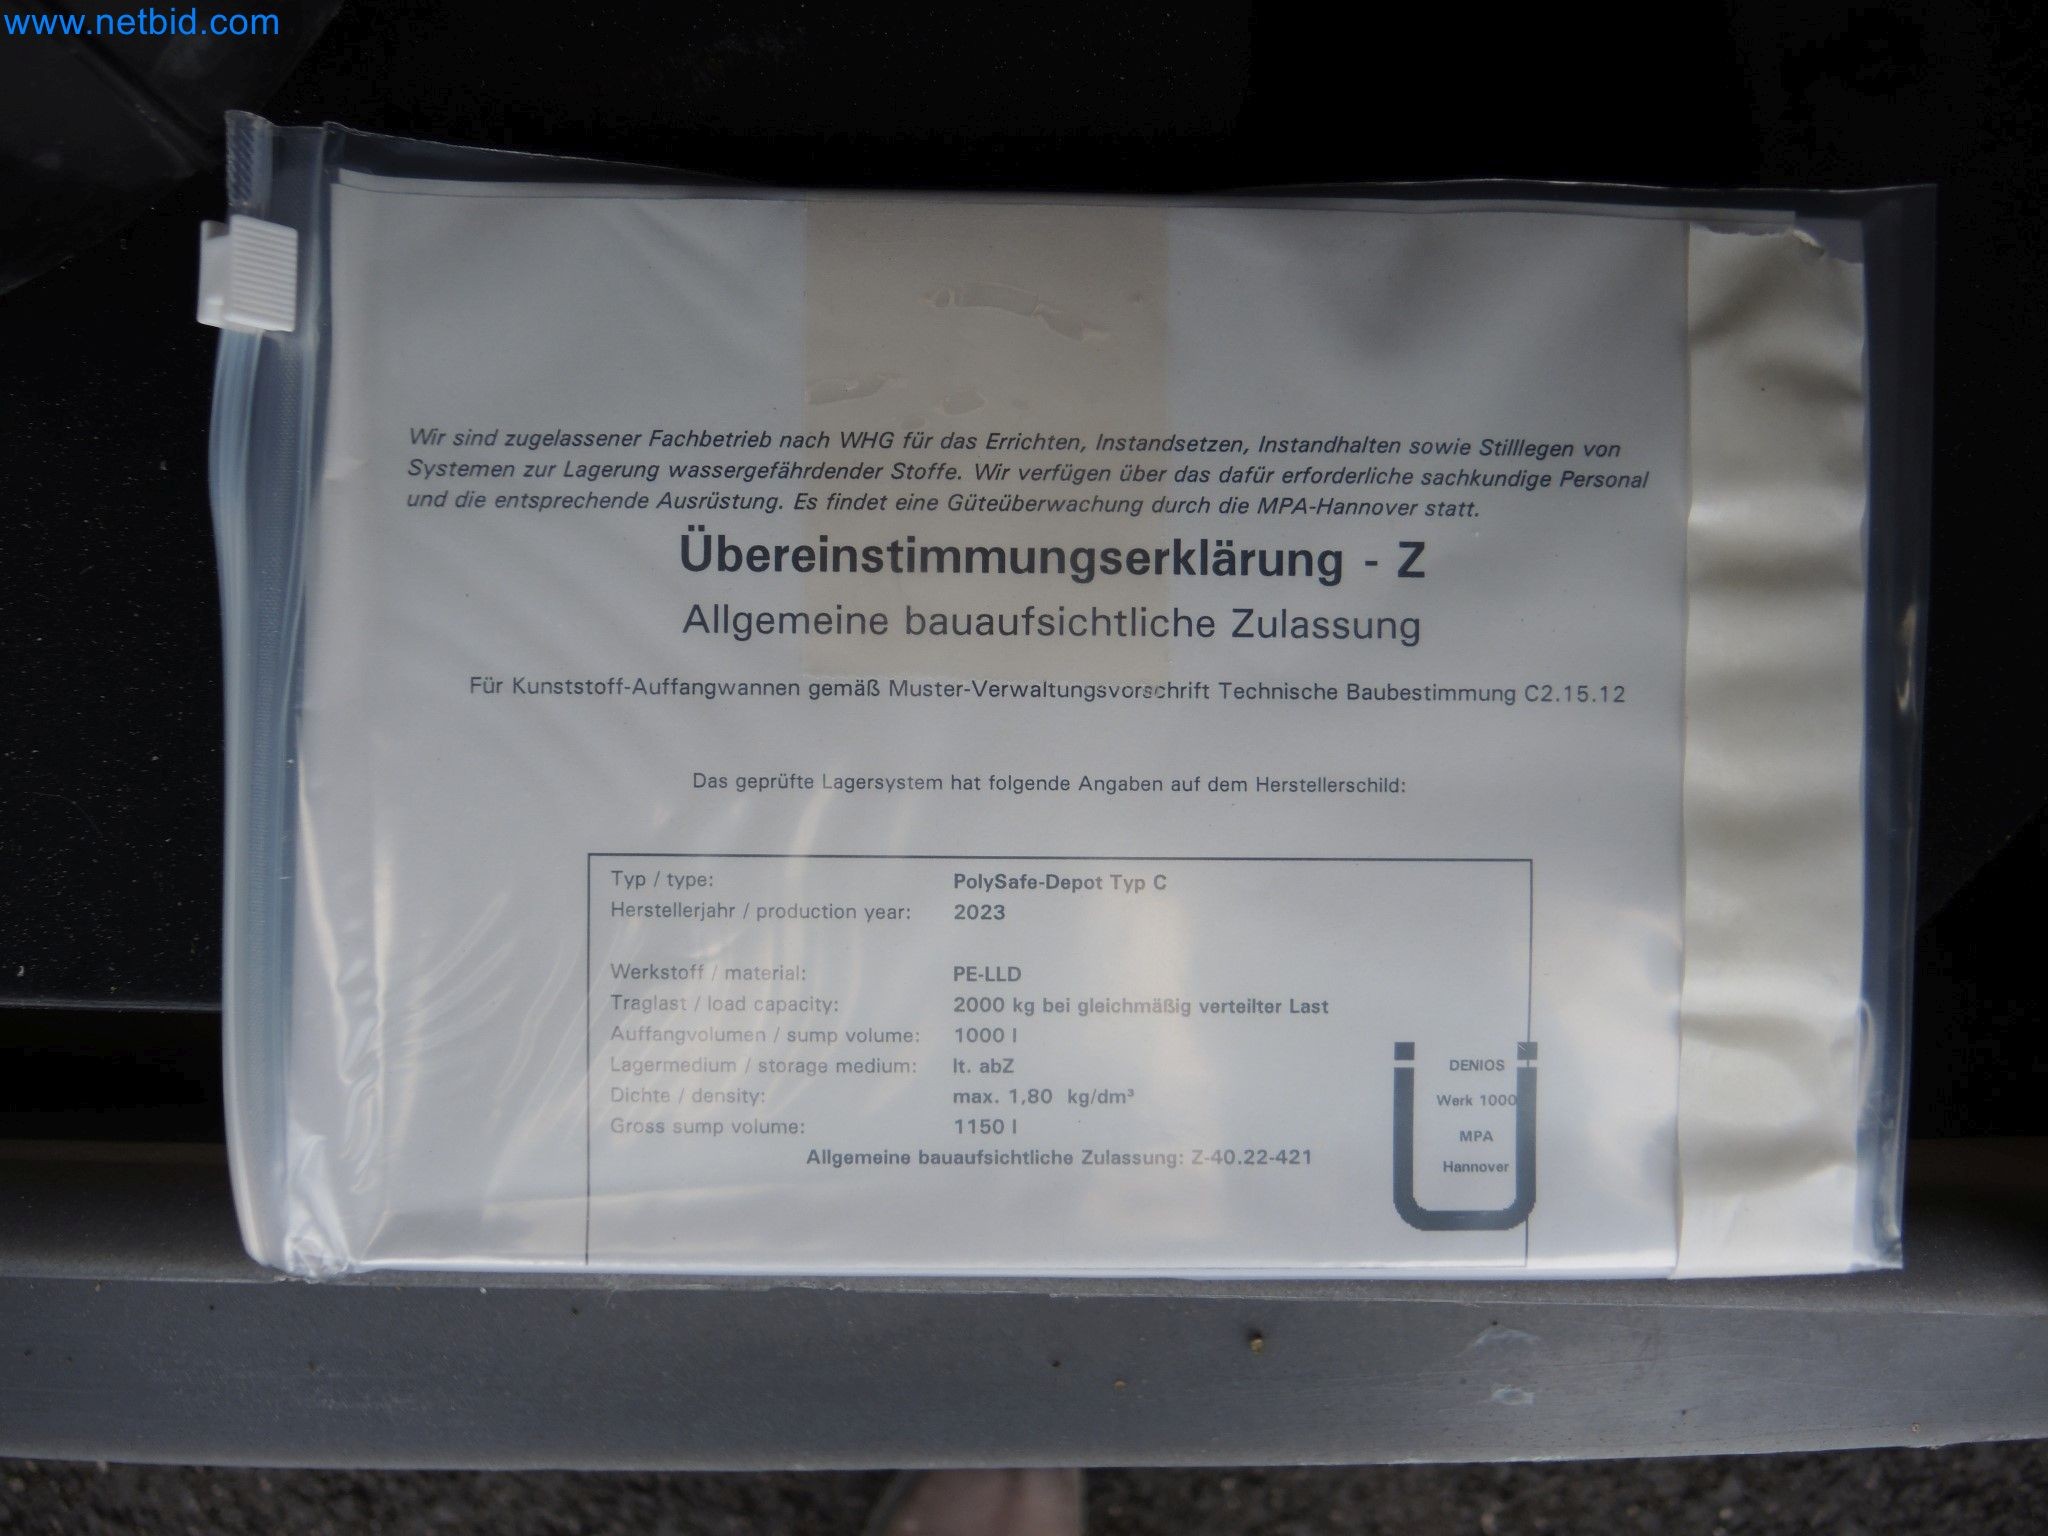 www.netbid.com
Wir sind zugelassener Fachbetrieb nach WHG für das Errichten, Instandsetzen, Instandhalten sowie Stilllegen von
Systemen zur Lagerung wassergefährdender Stoffe. Wir verfügen über das dafür erforderliche sachkundige Personal
und die entsprechende Ausrüstung. Es findet eine Güteüberwachung durch die MPA-Hannover statt.
Übereinstimmungserklärung - Z
Allgemeine bauaufsichtliche Zulassung
Für Kunststoff-Auffangwannen gemäß Muster-Verwaltungsvorschrift Technische Baubestimmung C2.15.12
Das geprüfte Lagersystem hat folgende Angaben auf dem Herstellerschild:
Typ / type: PolySafe-Depot Typ C
Herstellerjahr / production year: 2023
Werkstoff / material: PE-LLD
Traglast / load capacity: 2000 kg bei gleichmäßig verteilter Last
Auffangvolumen / sump volume: 1000 l
Lagermedium / storage medium: lt. abZ
Dichte / density: max. 1,80 kg/dm³
Gross sump volume: 1150 l
Allgemeine bauaufsichtliche Zulassung: Z-40.22-421
DENIOS
Werk 1000
MPA
Hannover